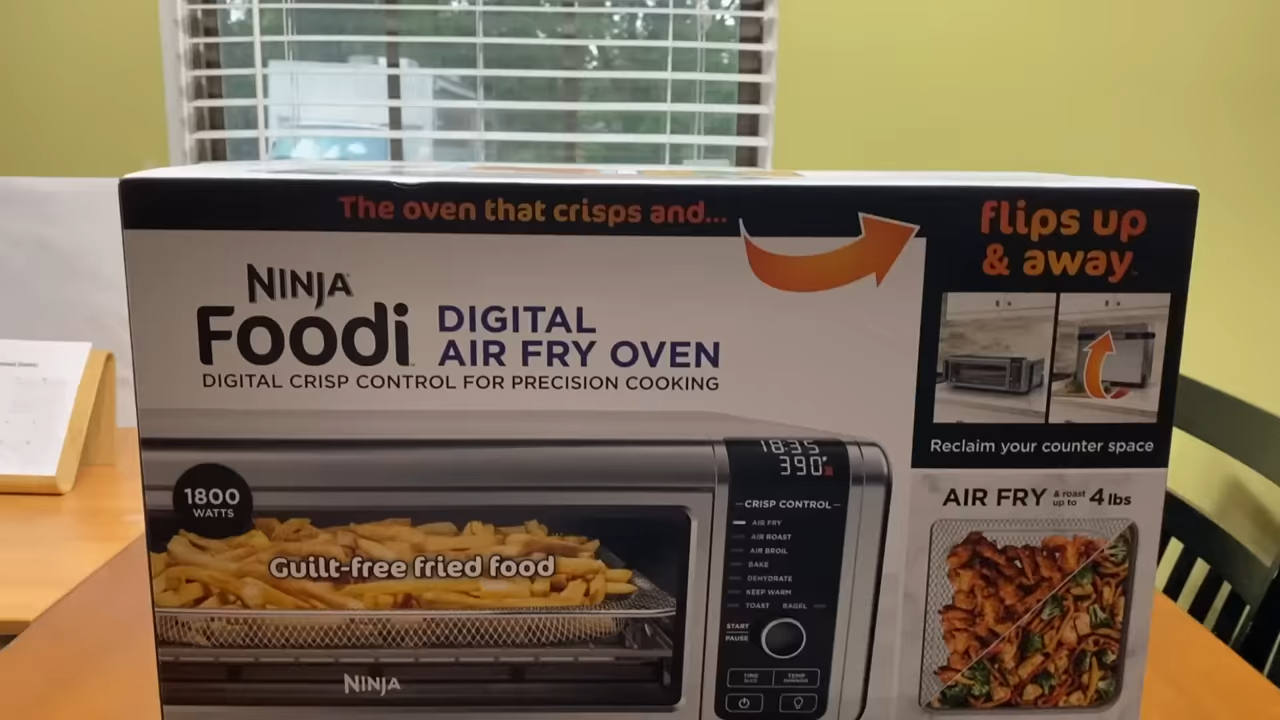 The oven that crisps and...
flips up
& away™
NINJA
Foodi
DIGITAL
AIR FRY OVEN
DIGITAL CRISP CONTROL FOR PRECISION COOKING
Reclaim your counter space
1800
WATTS
Guilt-free fried food
NINJA
18:35
390°F
CRISP CONTROL
AIR FRY
AIR ROAST
AIR BROIL
BAKE
DEHYDRATE
KEEP WARM
TOAST BAGEL
START
PAUSE
TIME
TEMP
AIR FRY & roast up to 4 lbs